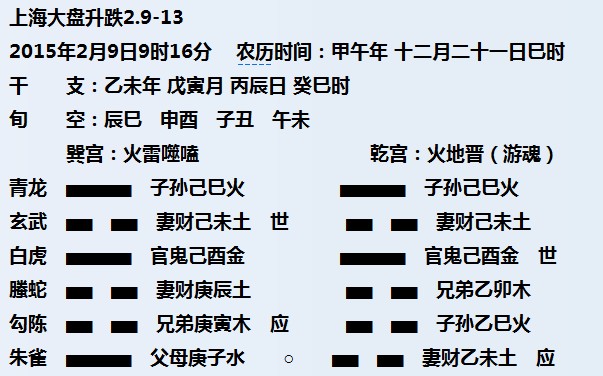 上海大盘升跌2.9-13
2015年2月9日9时16分 农历时间：甲午年 十二月二十一日巳时
干 支：乙未年 戊寅月 丙辰日 癸巳时
旬 空：辰巳 申酉 子丑 午未
巽宫：火雷噬嗑 乾宫：火地晋（游魂）
青龙 子孙己巳火 子孙己巳火
玄武 妻财己未土 世 妻财己未土
白虎 官鬼己酉金 官鬼己酉金 世
螣蛇 妻财庚辰土 兄弟乙卯木
勾陈 兄弟庚寅木 应 子孙乙巳火
朱雀 父母庚子水 ○ 妻财乙未土 应